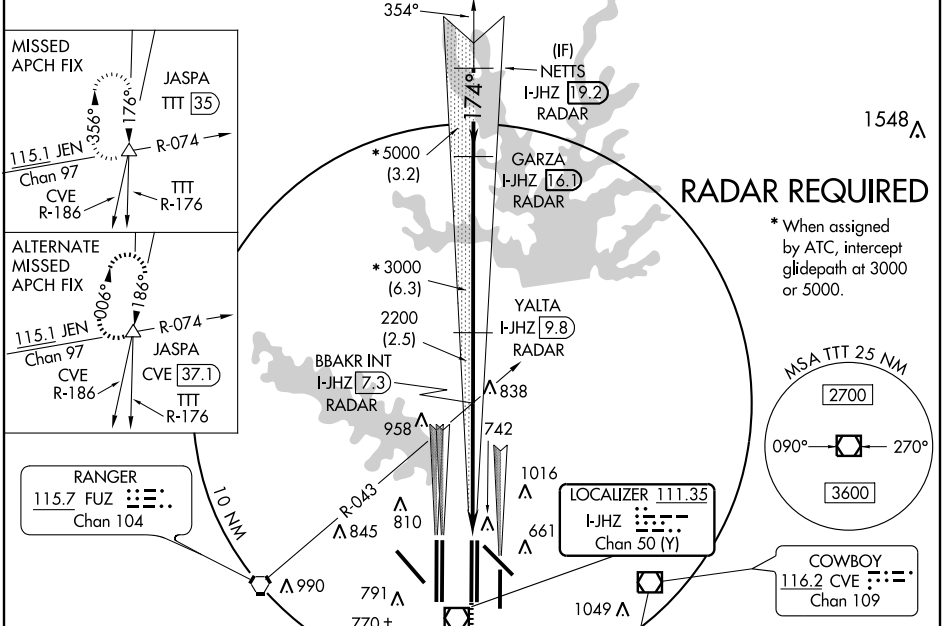 MISSED
APCH FIX
JASPA
TTT 35
356°
176°
115.1 JEN
Chan 97
R-074
CVE
R-186
TTT
R-176
ALTERNATE
MISSED
APCH FIX
006°
186°
115.1 JEN
Chan 97
R-074
JASPA
CVE 37.1
CVE
R-186
TTT
R-176
354°
174°
(IF)
NETTS
I-JHZ 19.2
RADAR
1548
*5000
(3.2)
GARZA
I-JHZ 16.1
RADAR
RADAR REQUIRED
* When assigned
by ATC, intercept
glidepath at 3000
or 5000.
*3000
(6.3)
2200
(2.5)
YALTA
I-JHZ 9.8
RADAR
BBAKR INT
I-JHZ 7.3
RADAR
838
958
742
MSA TTT 25 NM
2700
090°
270°
3600
RANGER
115.7 FUZ
Chan 104
10 NM
R-043
845
810
1016
661
LOCALIZER 111.35
I-JHZ
Chan 50 (Y)
990
791
770 ±
1049
COWBOY
116.2 CVE
Chan 109